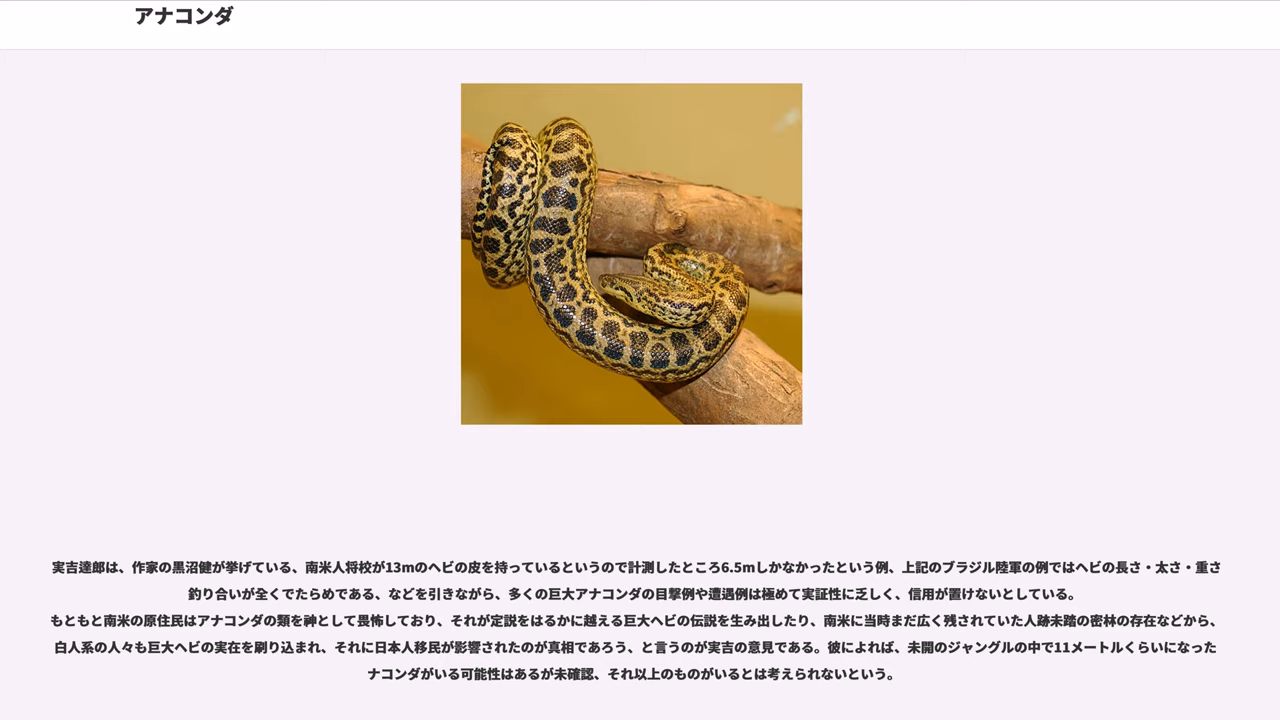 アナコンダ
実吉達郎は、作家の黒沼健が挙げている、南米人将校が13mのヘビの皮を持っているというので計測したところ6.5mしかなかったという例、上記のブラジル陸軍の例ではヘビの長さ・太さ・重さ
釣り合いが全くでたらめである、などを引きながら、多くの巨大アナコンダの目撃例や遭遇例は極めて実証性に乏しく、信用が置けないとしている。
もともと南米の原住民はアナコンダの類を神として畏怖しており、それが定説をはるかに越える巨大ヘビの伝説を生み出したり、南米に当時まだ広く残されていた人跡未踏の密林の存在などから、
白人系の人々も巨大ヘビの実在を刷り込まれ、それに日本人移民が影響されたのが真相であろう、と言うのが実吉の意見である。彼によれば、未開のジャングルの中で11メートルくらいになった
ナコンダがいる可能性はあるが未確認、それ以上のものがいるとは考えられないという。